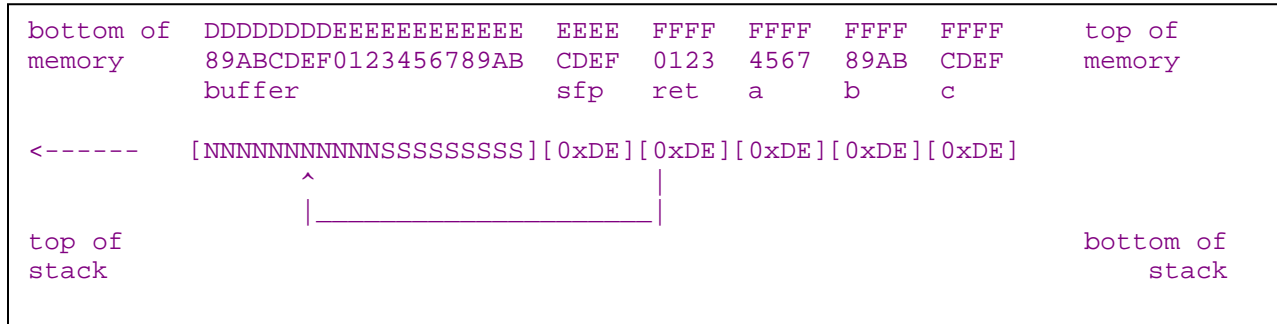 bottom of  DDDDDDDDEEEEEEEEEEEE  EEEE  FFFF  FFFF  FFFF  FFFF     top of
memory     89ABCDEF0123456789AB  CDEF  0123  4567  89AB  CDEF     memory
           buffer                sfp   ret   a     b     c
<------   [NNNNNNNNNNNSSSSSSSSS][0xDE][0xDE][0xDE][0xDE][0xDE]
                 ^                     |
                 |_____________________|
top of                                                            bottom of
stack                                                                 stack